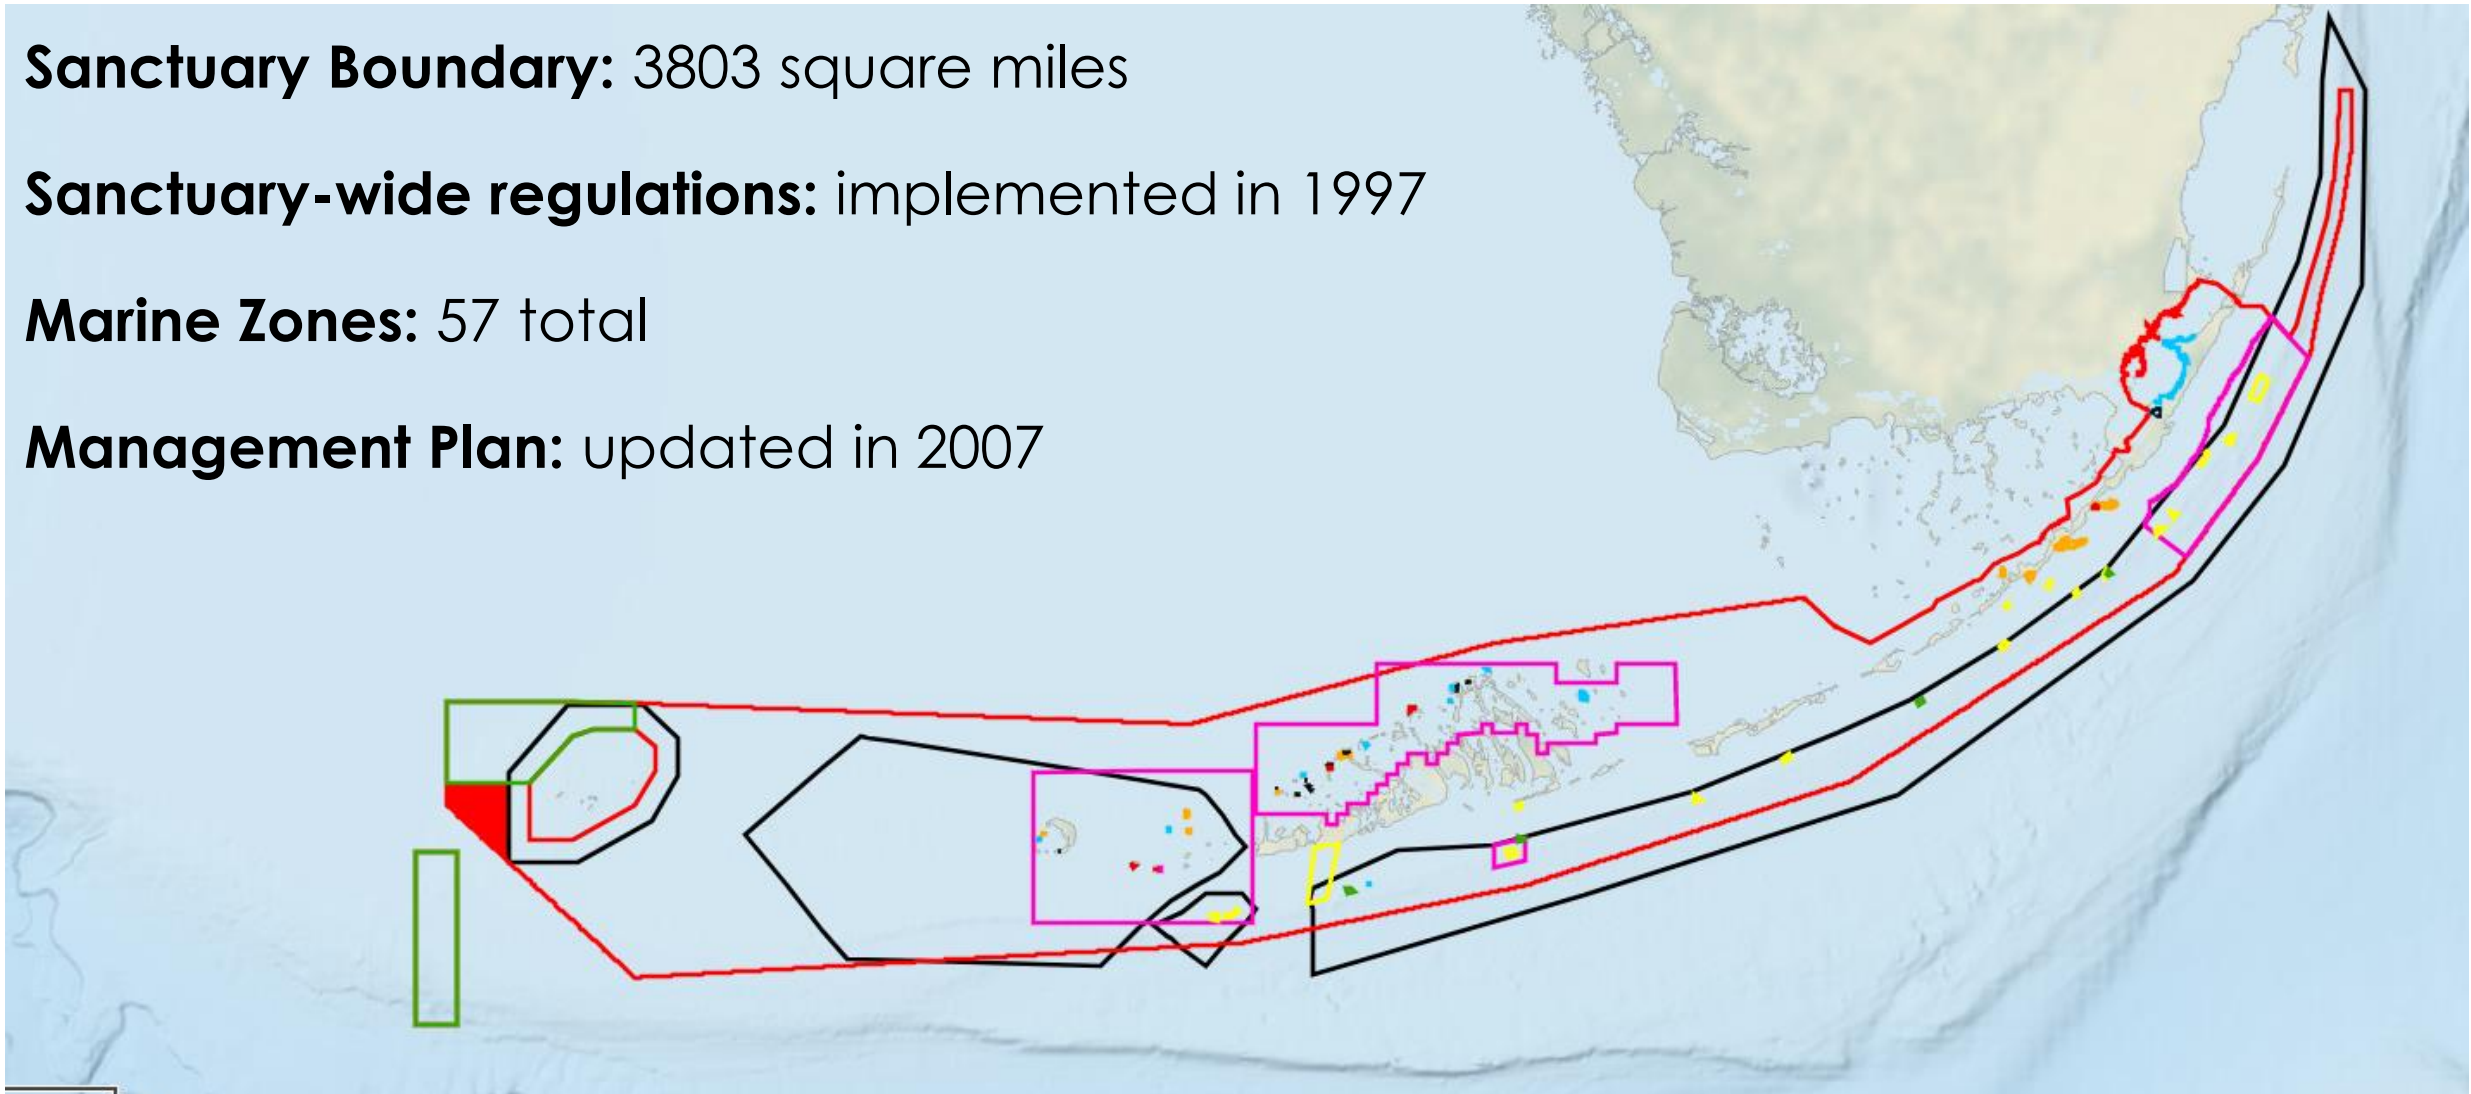 Sanctuary Boundary: 3803 square miles
Sanctuary-wide regulations: implemented in 1997
Marine Zones: 57 total
Management Plan: updated in 2007